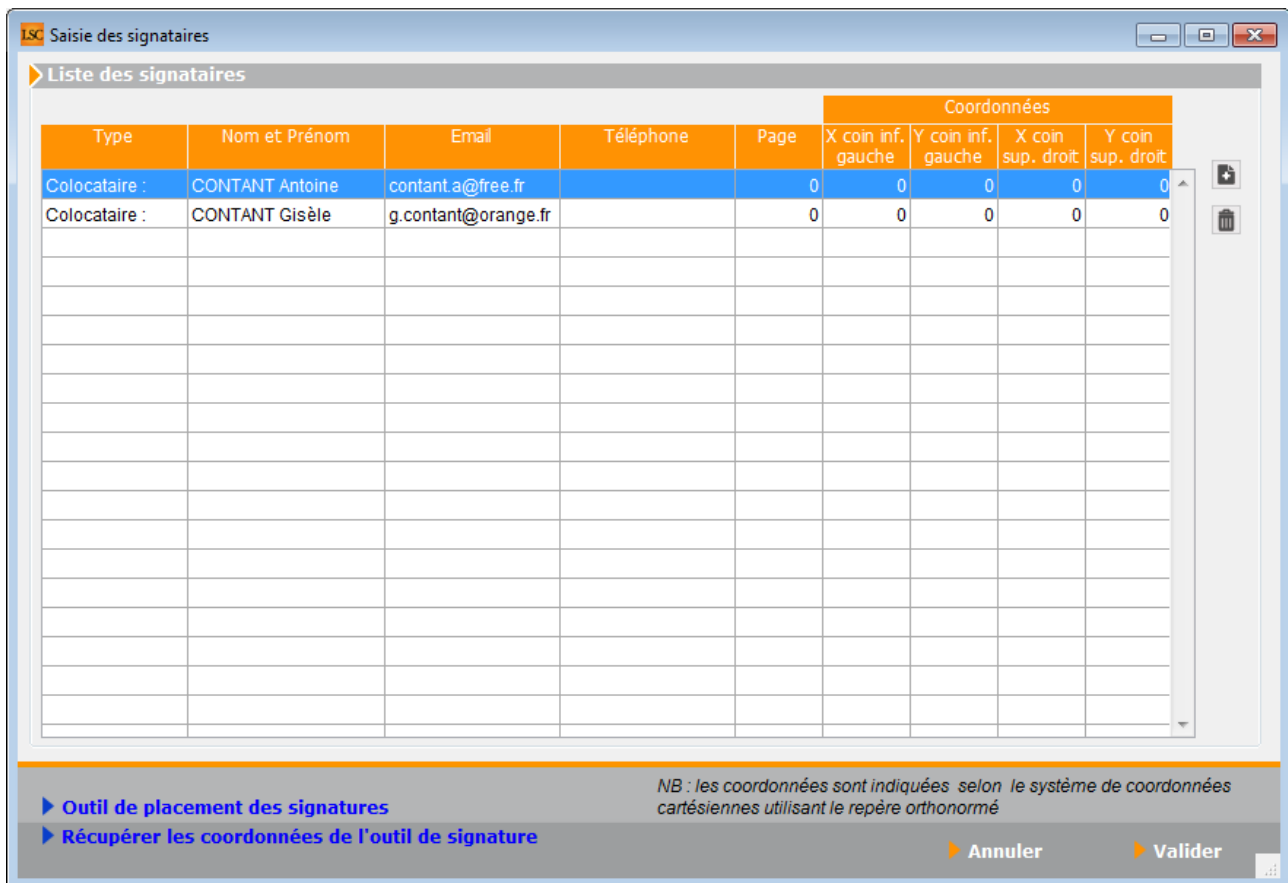 LSC Saisie des signataires
Liste des signataires
Coordonnées
Type Nom et Prénom Email Téléphone Page X coin inf. gauche Y coin inf. gauche X coin sup. droit Y coin sup. droit
Colocataire : CONTANT Antoine contant.a@free.fr 0 0 0 0 0
Colocataire : CONTANT Gisèle g.contant@orange.fr 0 0 0 0 0
NB : les coordonnées sont indiquées selon le système de coordonnées
cartésiennes utilisant le repère orthonormé
Outil de placement des signatures
Récupérer les coordonnées de l'outil de signature
Annuler Valider